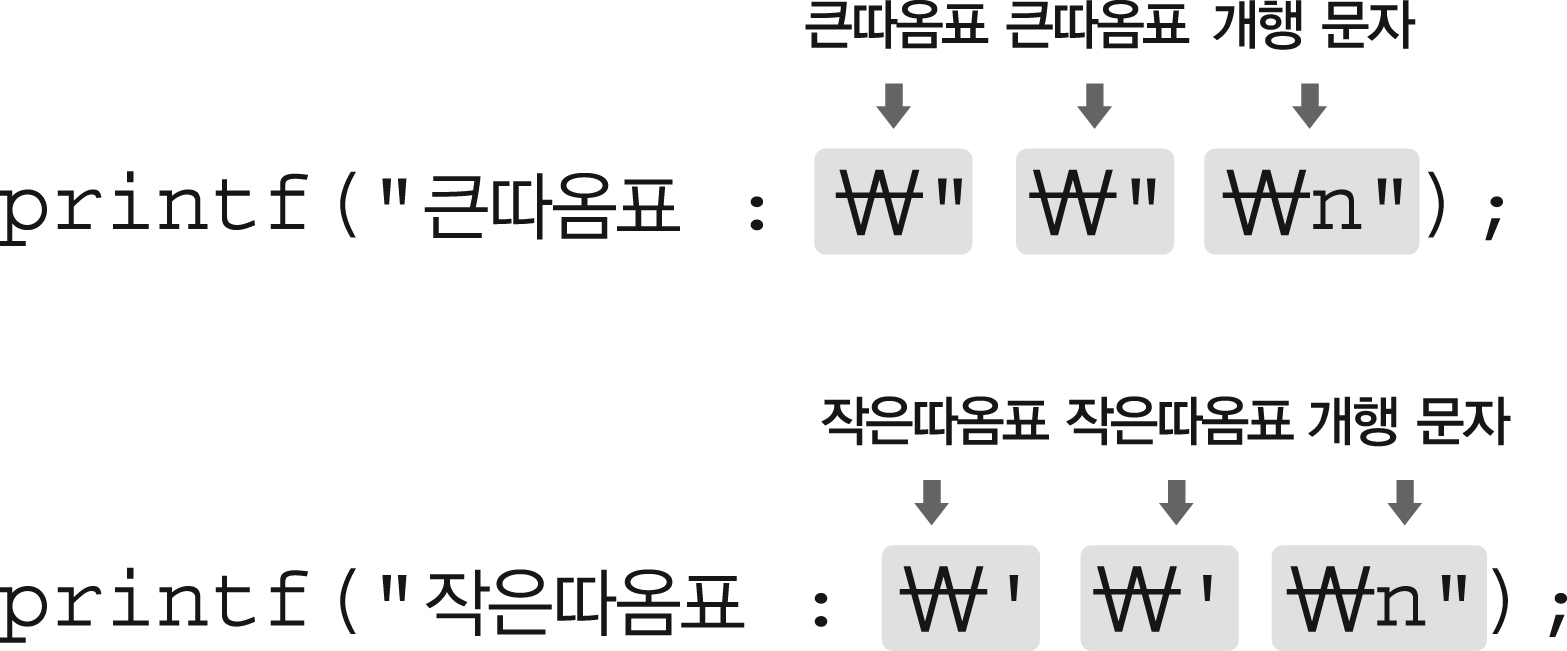 큰따옴표 큰따옴표 개행 문자
printf("큰따옴표 : ₩" ₩" ₩n");
작은따옴표 작은따옴표 개행 문자
printf("작은따옴표 : ₩' ₩' ₩n");